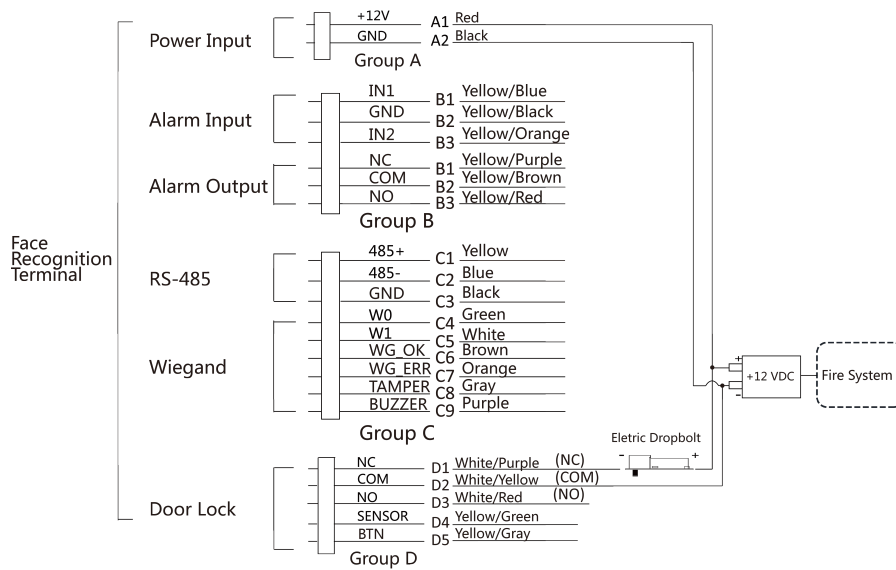 Face
Recognition
Terminal
Power Input
+12V A1 Red
GND A2 Black
Group A
Alarm Input
IN1 B1 Yellow/Blue
GND B2 Yellow/Black
IN2 B3 Yellow/Orange
Alarm Output
NC B1 Yellow/Purple
COM B2 Yellow/Brown
NO B3 Yellow/Red
Group B
RS-485
485+ C1 Yellow
485- C2 Blue
GND C3 Black
Wiegand
W0 C4 Green
W1 C5 White
WG_OK C6 Brown
WG_ERR C7 Orange
TAMPER C8 Gray
BUZZER C9 Purple
Group C
Door Lock
NC D1 White/Purple (NC)
COM D2 White/Yellow (COM)
NO D3 White/Red (NO)
SENSOR D4 Yellow/Green
BTN D5 Yellow/Gray
Group D
Eletric Dropbolt
- +
+
+12 VDC
-
Fire System